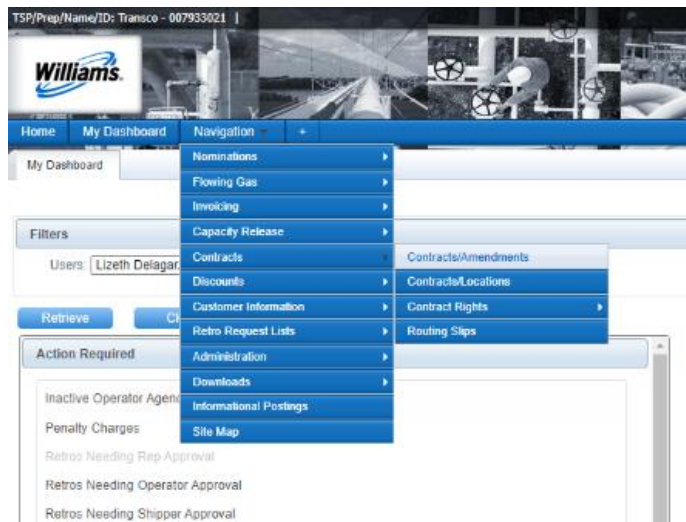 TSP/Prep/Name/ID: Transco - 007933021 |
Williams.
Home My Dashboard Navigation +
My Dashboard
Nominations
Flowing Gas
Invoicing
Capacity Release
Contracts
Discounts
Customer Information
Retro Request Lists
Administration
Downloads
Informational Postings
Site Map
Contracts/Amendments
Contracts/Locations
Contract Rights
Routing Slips
Filters
Users: Lizeth Delagar
Retrieve
Action Required
Inactive Operator
Penalty Charges
Retros Needing Rep Approval
Retros Needing Operator Approval
Retros Needing Shipper Approval